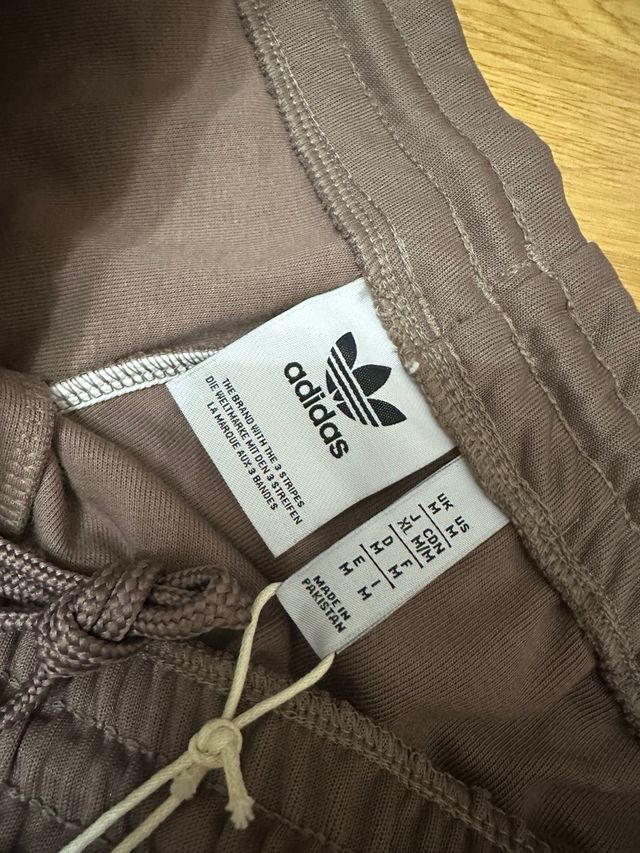 adidas
THE BRAND WITH THE 3 STRIPES
DIE WELTMARKE MIT DEN 3 STREIFEN
LA MARQUE AUX 3 BANDES
UK US
M M
J CDN
XL M/M
D F
M M
E I
M M
MADE IN
PAKISTAN